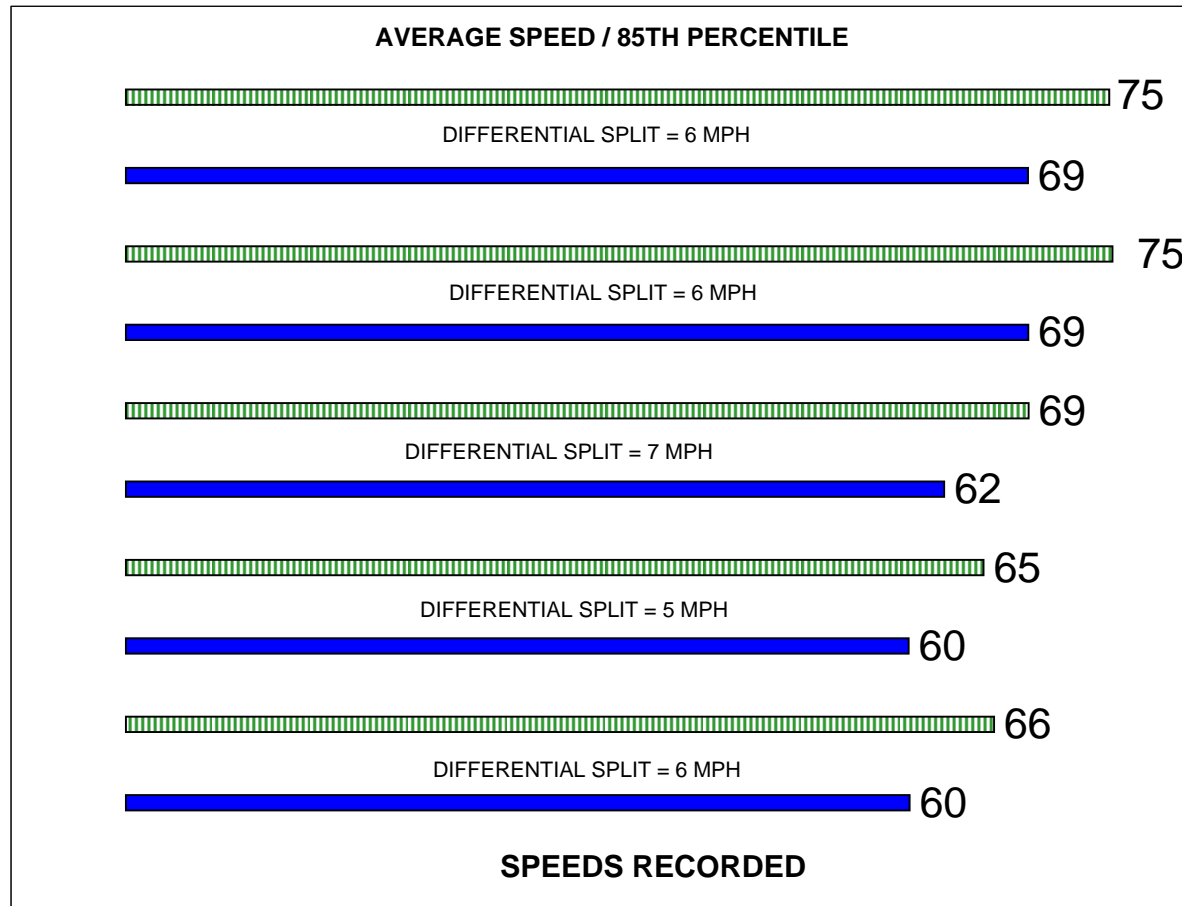 AVERAGE SPEED / 85TH PERCENTILE
75
DIFFERENTIAL SPLIT = 6 MPH
69
75
DIFFERENTIAL SPLIT = 6 MPH
69
69
DIFFERENTIAL SPLIT = 7 MPH
62
65
DIFFERENTIAL SPLIT = 5 MPH
60
66
DIFFERENTIAL SPLIT = 6 MPH
60
SPEEDS RECORDED